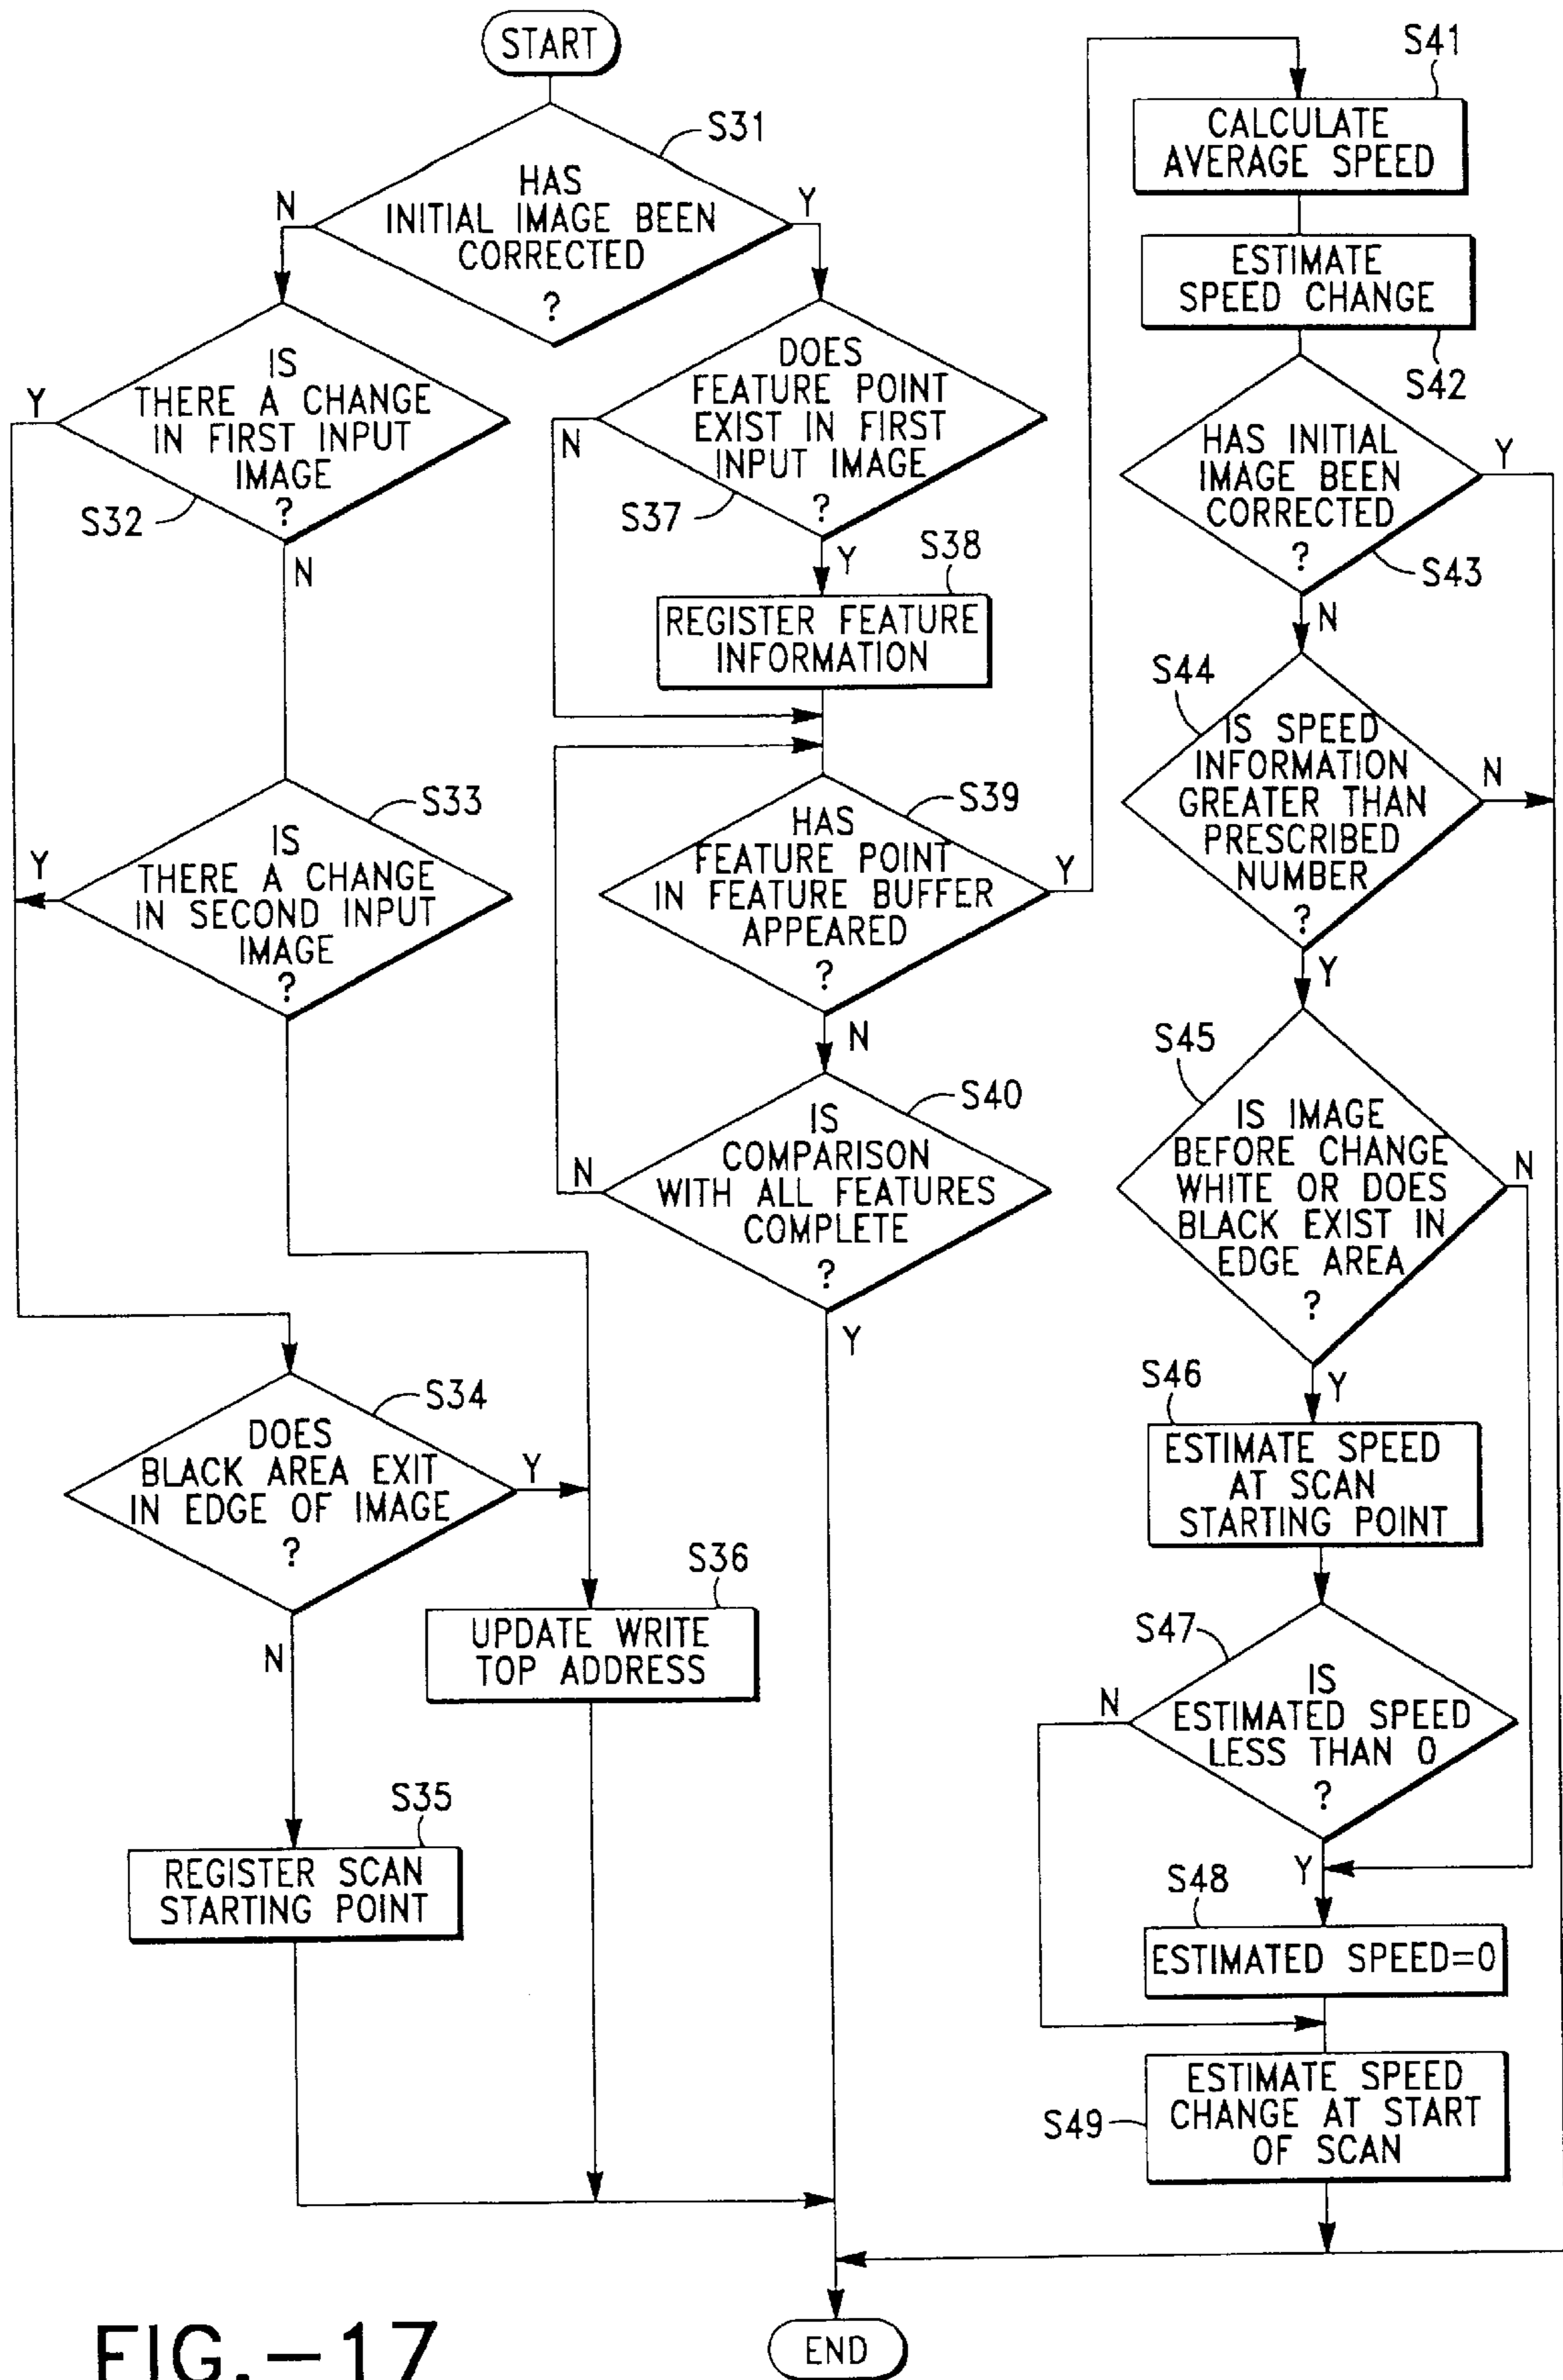 START
S31
HAS
INITIAL IMAGE BEEN
CORRECTED
?
N
Y
IS
THERE A CHANGE
IN FIRST INPUT
IMAGE
?
Y
S32
N
S33
IS
THERE A CHANGE
IN SECOND INPUT
IMAGE
?
Y
S34
DOES
BLACK AREA EXIT
IN EDGE OF IMAGE
?
Y
N
S35
REGISTER SCAN
STARTING POINT
S36
UPDATE WRITE
TOP ADDRESS
DOES
FEATURE POINT
EXIST IN FIRST
INPUT IMAGE
?
N
S37
Y
S38
REGISTER FEATURE
INFORMATION
S39
HAS
FEATURE POINT
IN FEATURE BUFFER
APPEARED
?
Y
N
S40
IS
COMPARISON
WITH ALL FEATURES
COMPLETE
?
N
Y
S41
CALCULATE
AVERAGE SPEED
ESTIMATE
SPEED CHANGE
S42
HAS INITIAL
IMAGE BEEN
CORRECTED
?
Y
S43
N
S44
IS SPEED
INFORMATION
GREATER THAN
PRESCRIBED
NUMBER
?
N
Y
S45
IS IMAGE
BEFORE CHANGE
WHITE OR DOES
BLACK EXIST IN
EDGE AREA
?
N
Y
S46
ESTIMATE SPEED
AT SCAN
STARTING POINT
S47
IS
ESTIMATED SPEED
LESS THAN 0
?
N
Y
S48
ESTIMATED SPEED=0
S49
ESTIMATE SPEED
CHANGE AT START
OF SCAN
END
FIG.-17